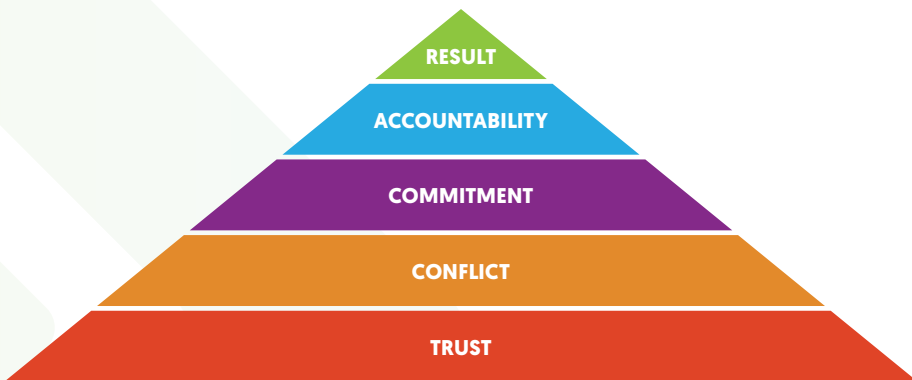 RESULT
ACCOUNTABILITY
COMMITMENT
CONFLICT
TRUST